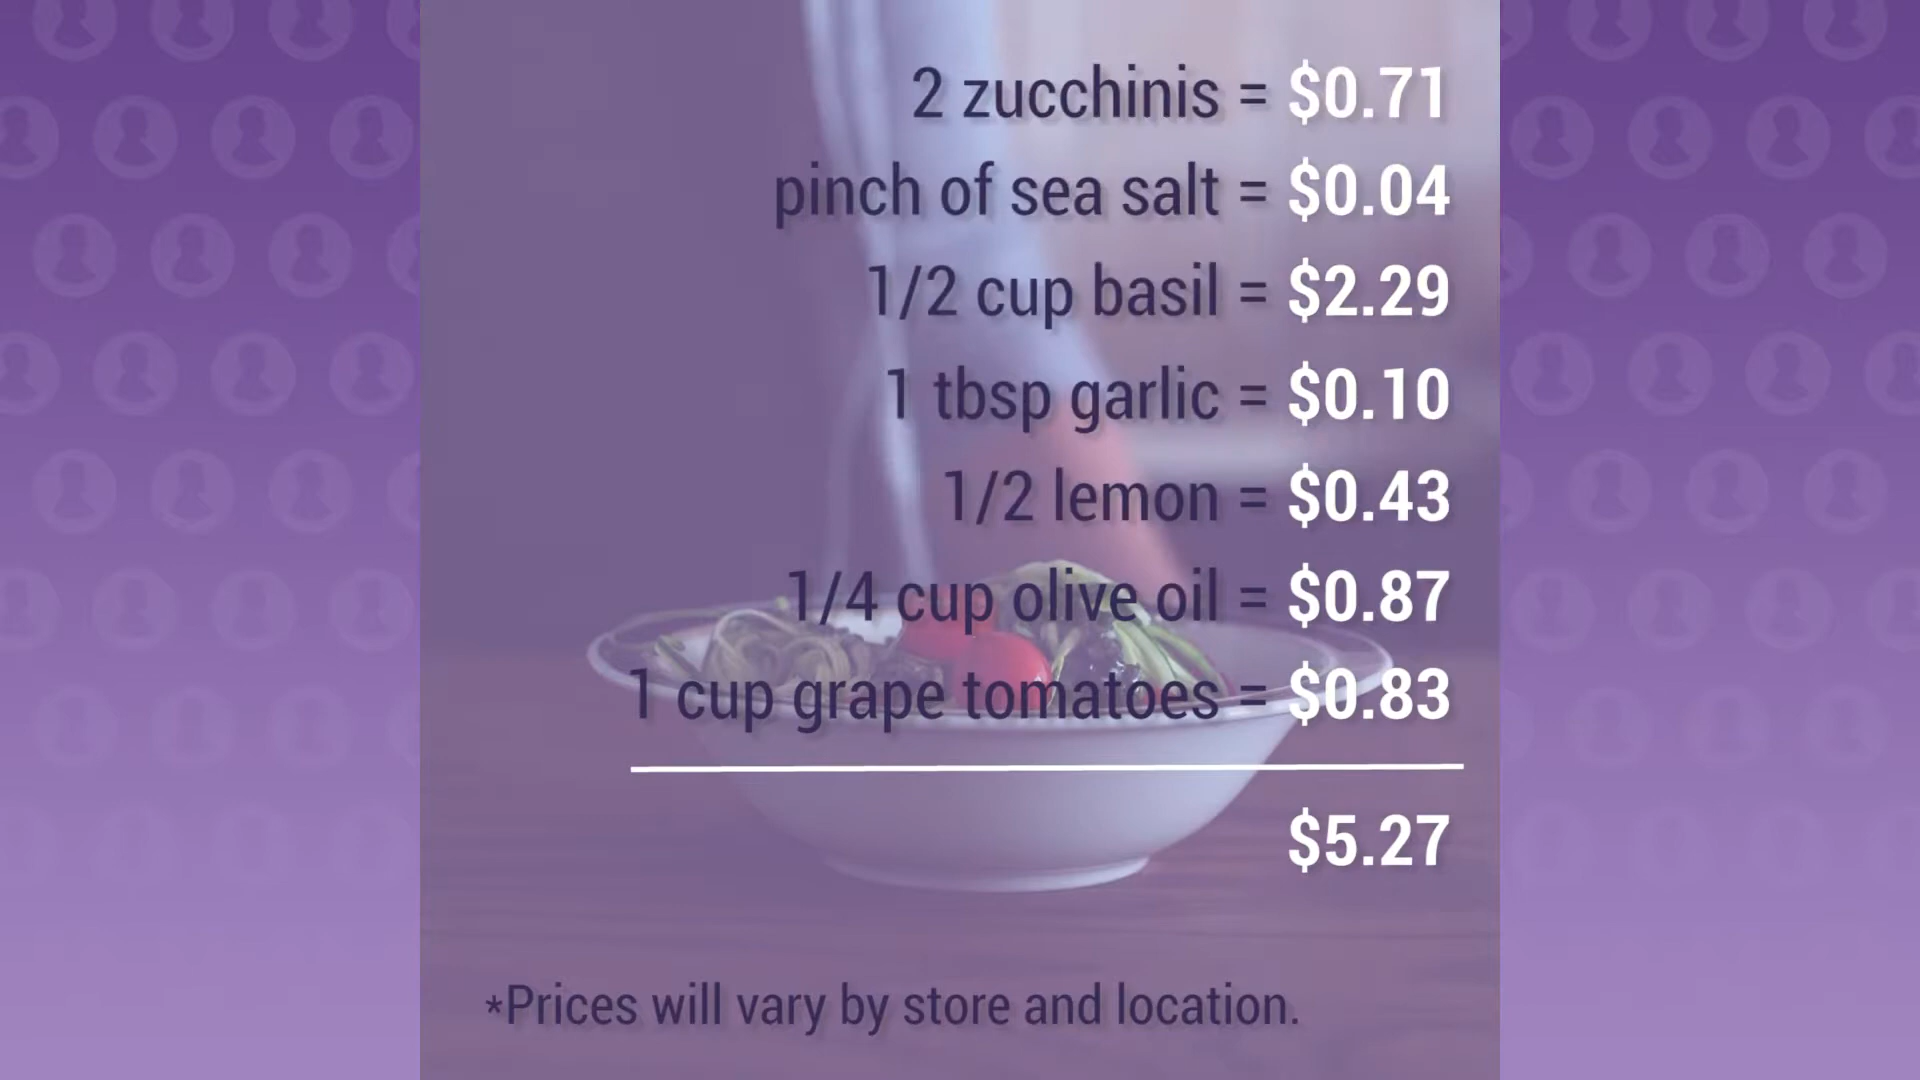 2 zucchinis = $0.71
pinch of sea salt = $0.04
1/2 cup basil = $2.29
1 tbsp garlic = $0.10
1/2 lemon = $0.43
1/4 cup olive oil = $0.87
1 cup grape tomatoes = $0.83
$5.27
*Prices will vary by store and location.